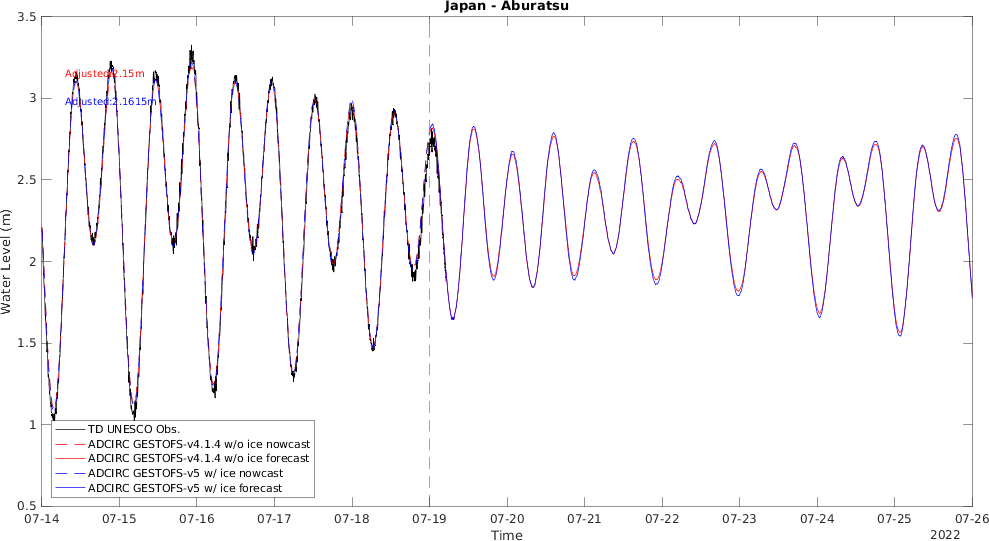 Japan - Aburatsu
3.5
3
2.5
2
1.5
1
0.5
Water Level (m)
Adjusted:2.15m
Adjusted:2.1615m
TD UNESCO Obs.
ADCIRC GESTOFS-v4.1.4 w/o ice nowcast
ADCIRC GESTOFS-v4.1.4 w/o ice forecast
ADCIRC GESTOFS-v5 w/ ice nowcast
ADCIRC GESTOFS-v5 w/ ice forecast
07-14 07-15 07-16 07-17 07-18 07-19 07-20 07-21 07-22 07-23 07-24 07-25 07-26
Time
2022